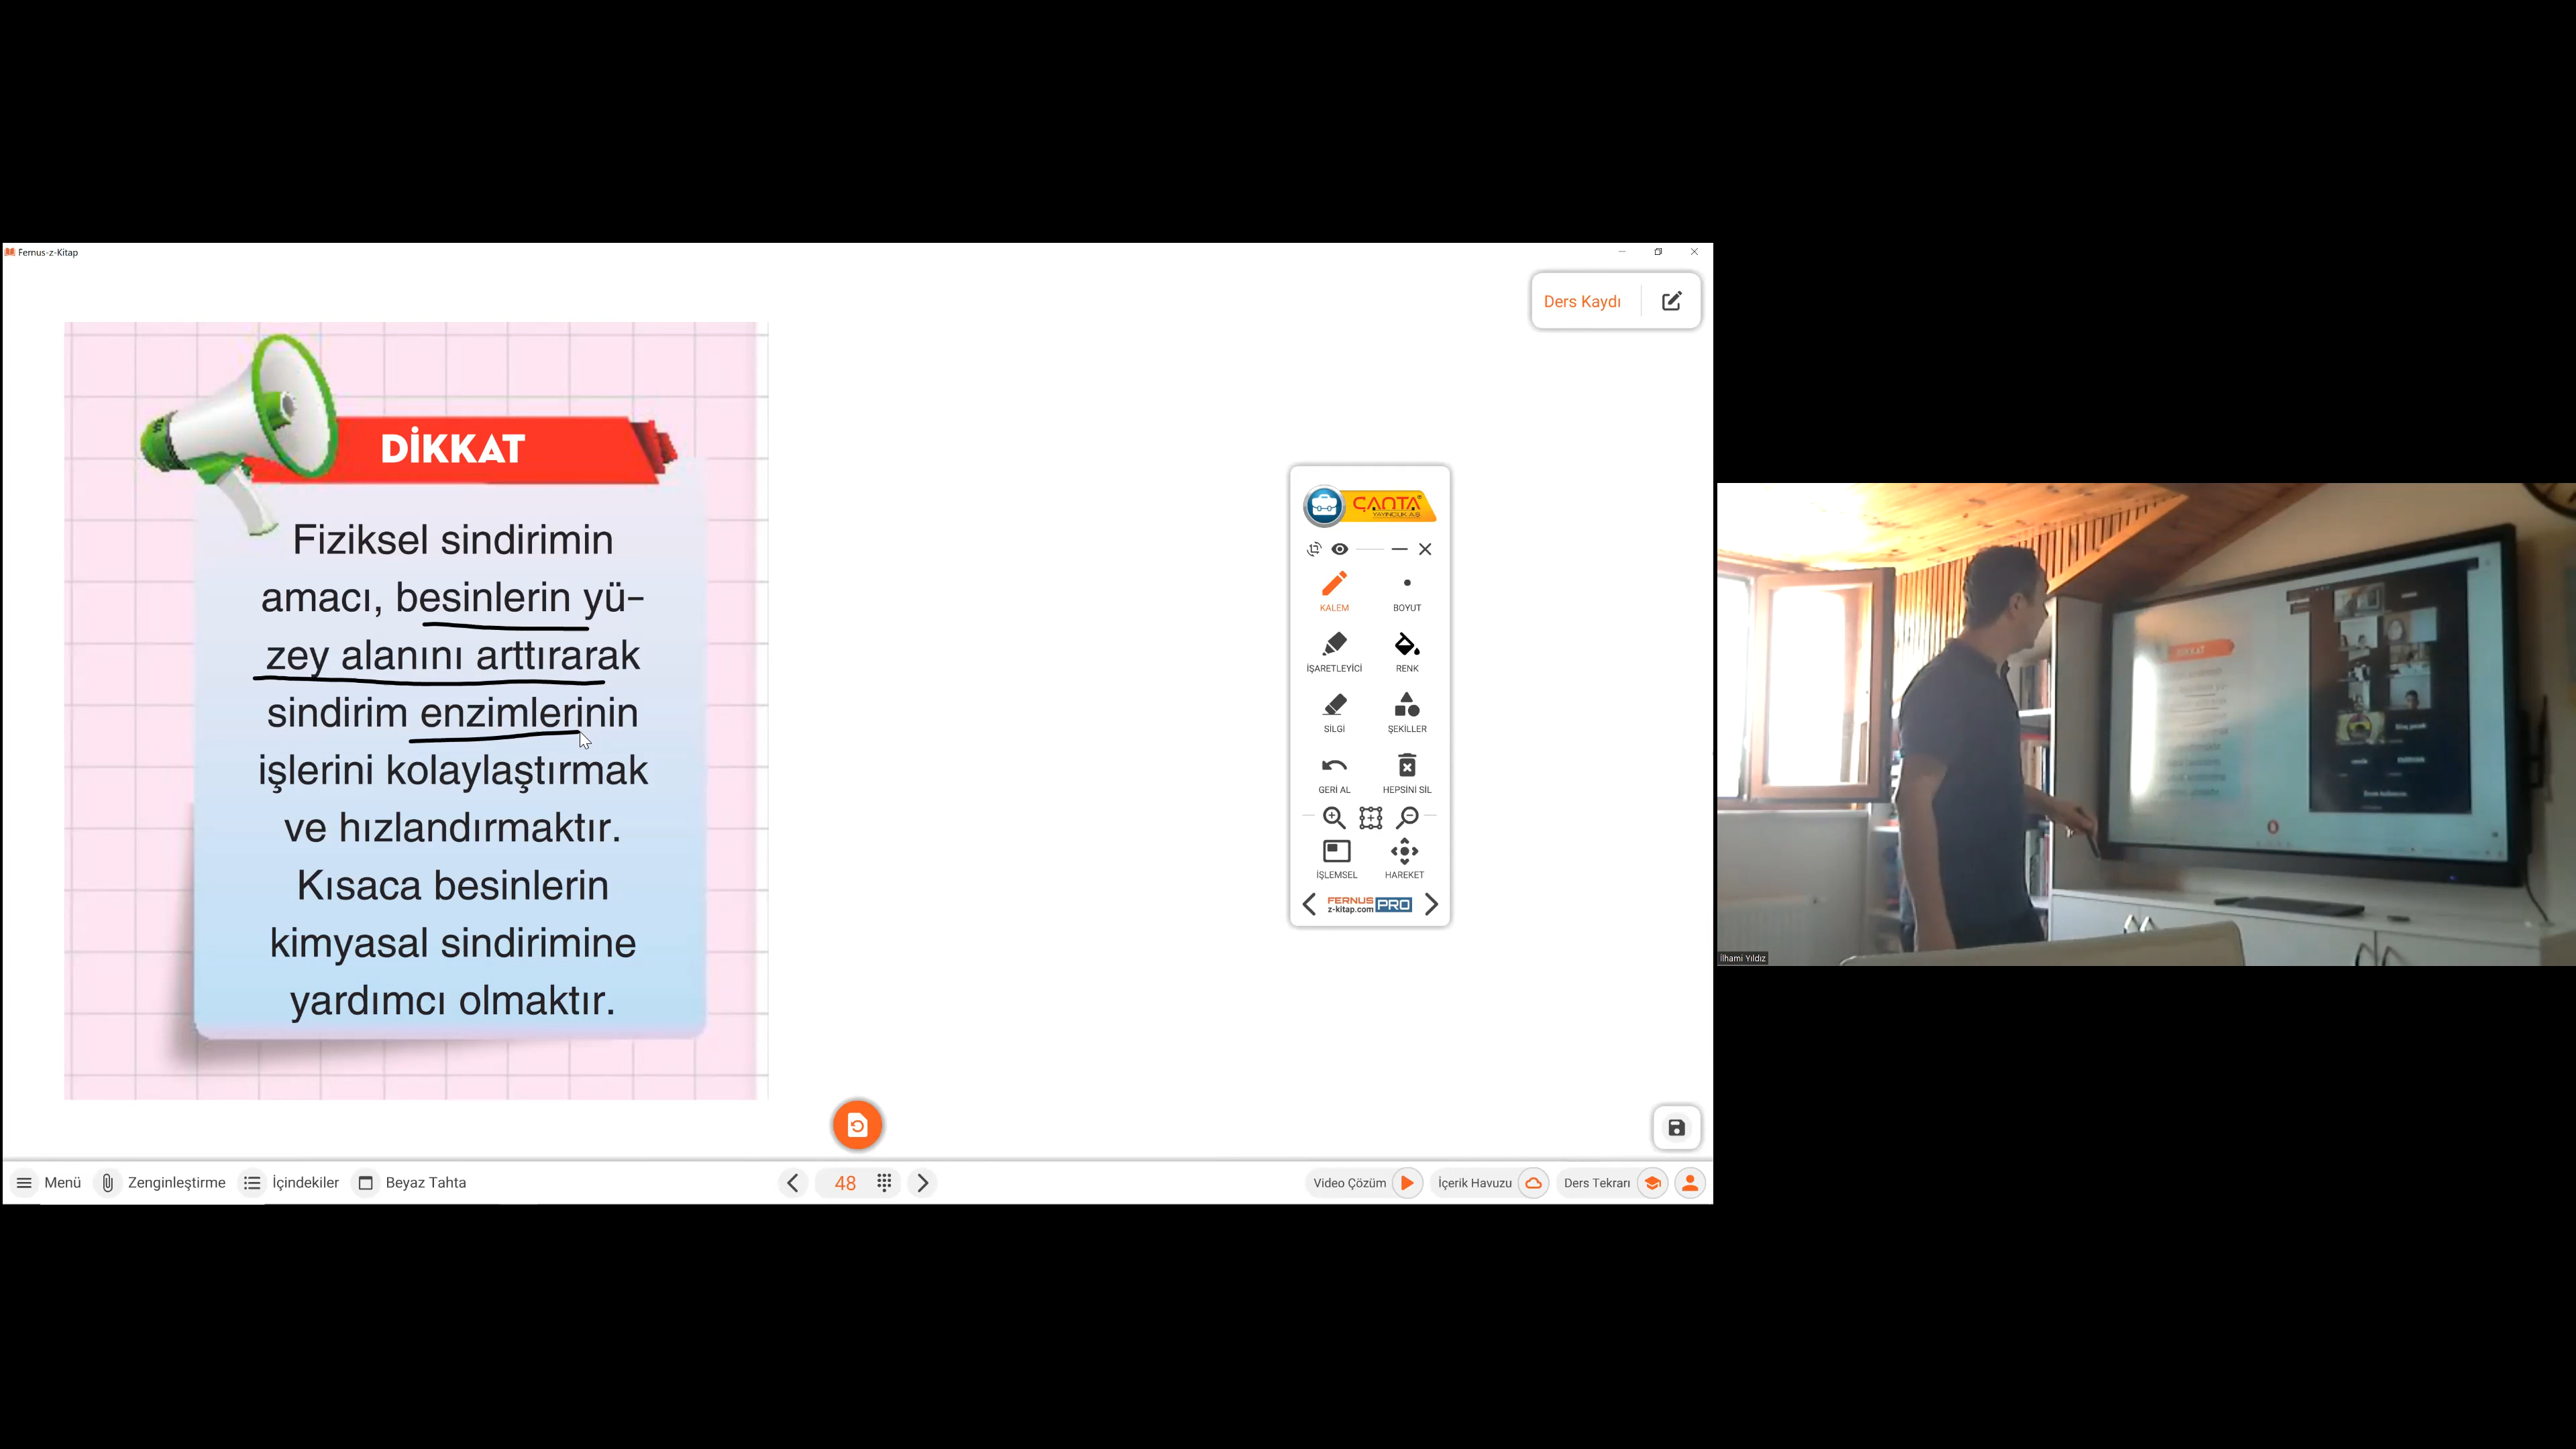 Fernus-z-Kitap
Ders Kaydı
DİKKAT
Fiziksel sindirimin
amacı, besinlerin yü-
zey alanını arttırarak
sindirim enzimlerinin
işlerini kolaylaştırmak
ve hızlandırmaktır.
Kısaca besinlerin
kimyasal sindirimine
yardımcı olmaktır.
ÇANTA
YAYINCILIK A.Ş
KALEM
BOYUT
İŞARETLEYİCİ
RENK
SİLGİ
ŞEKİLLER
GERİ AL
HEPSİNİ SİL
İŞLEMSEL
HAREKET
FERNUS
z-kitap.com PRO
DİKKAT
İlhami Yıldız
Menü
Zenginleştirme
İçindekiler
Beyaz Tahta
48
Video Çözüm
İçerik Havuzu
Ders Tekrarı